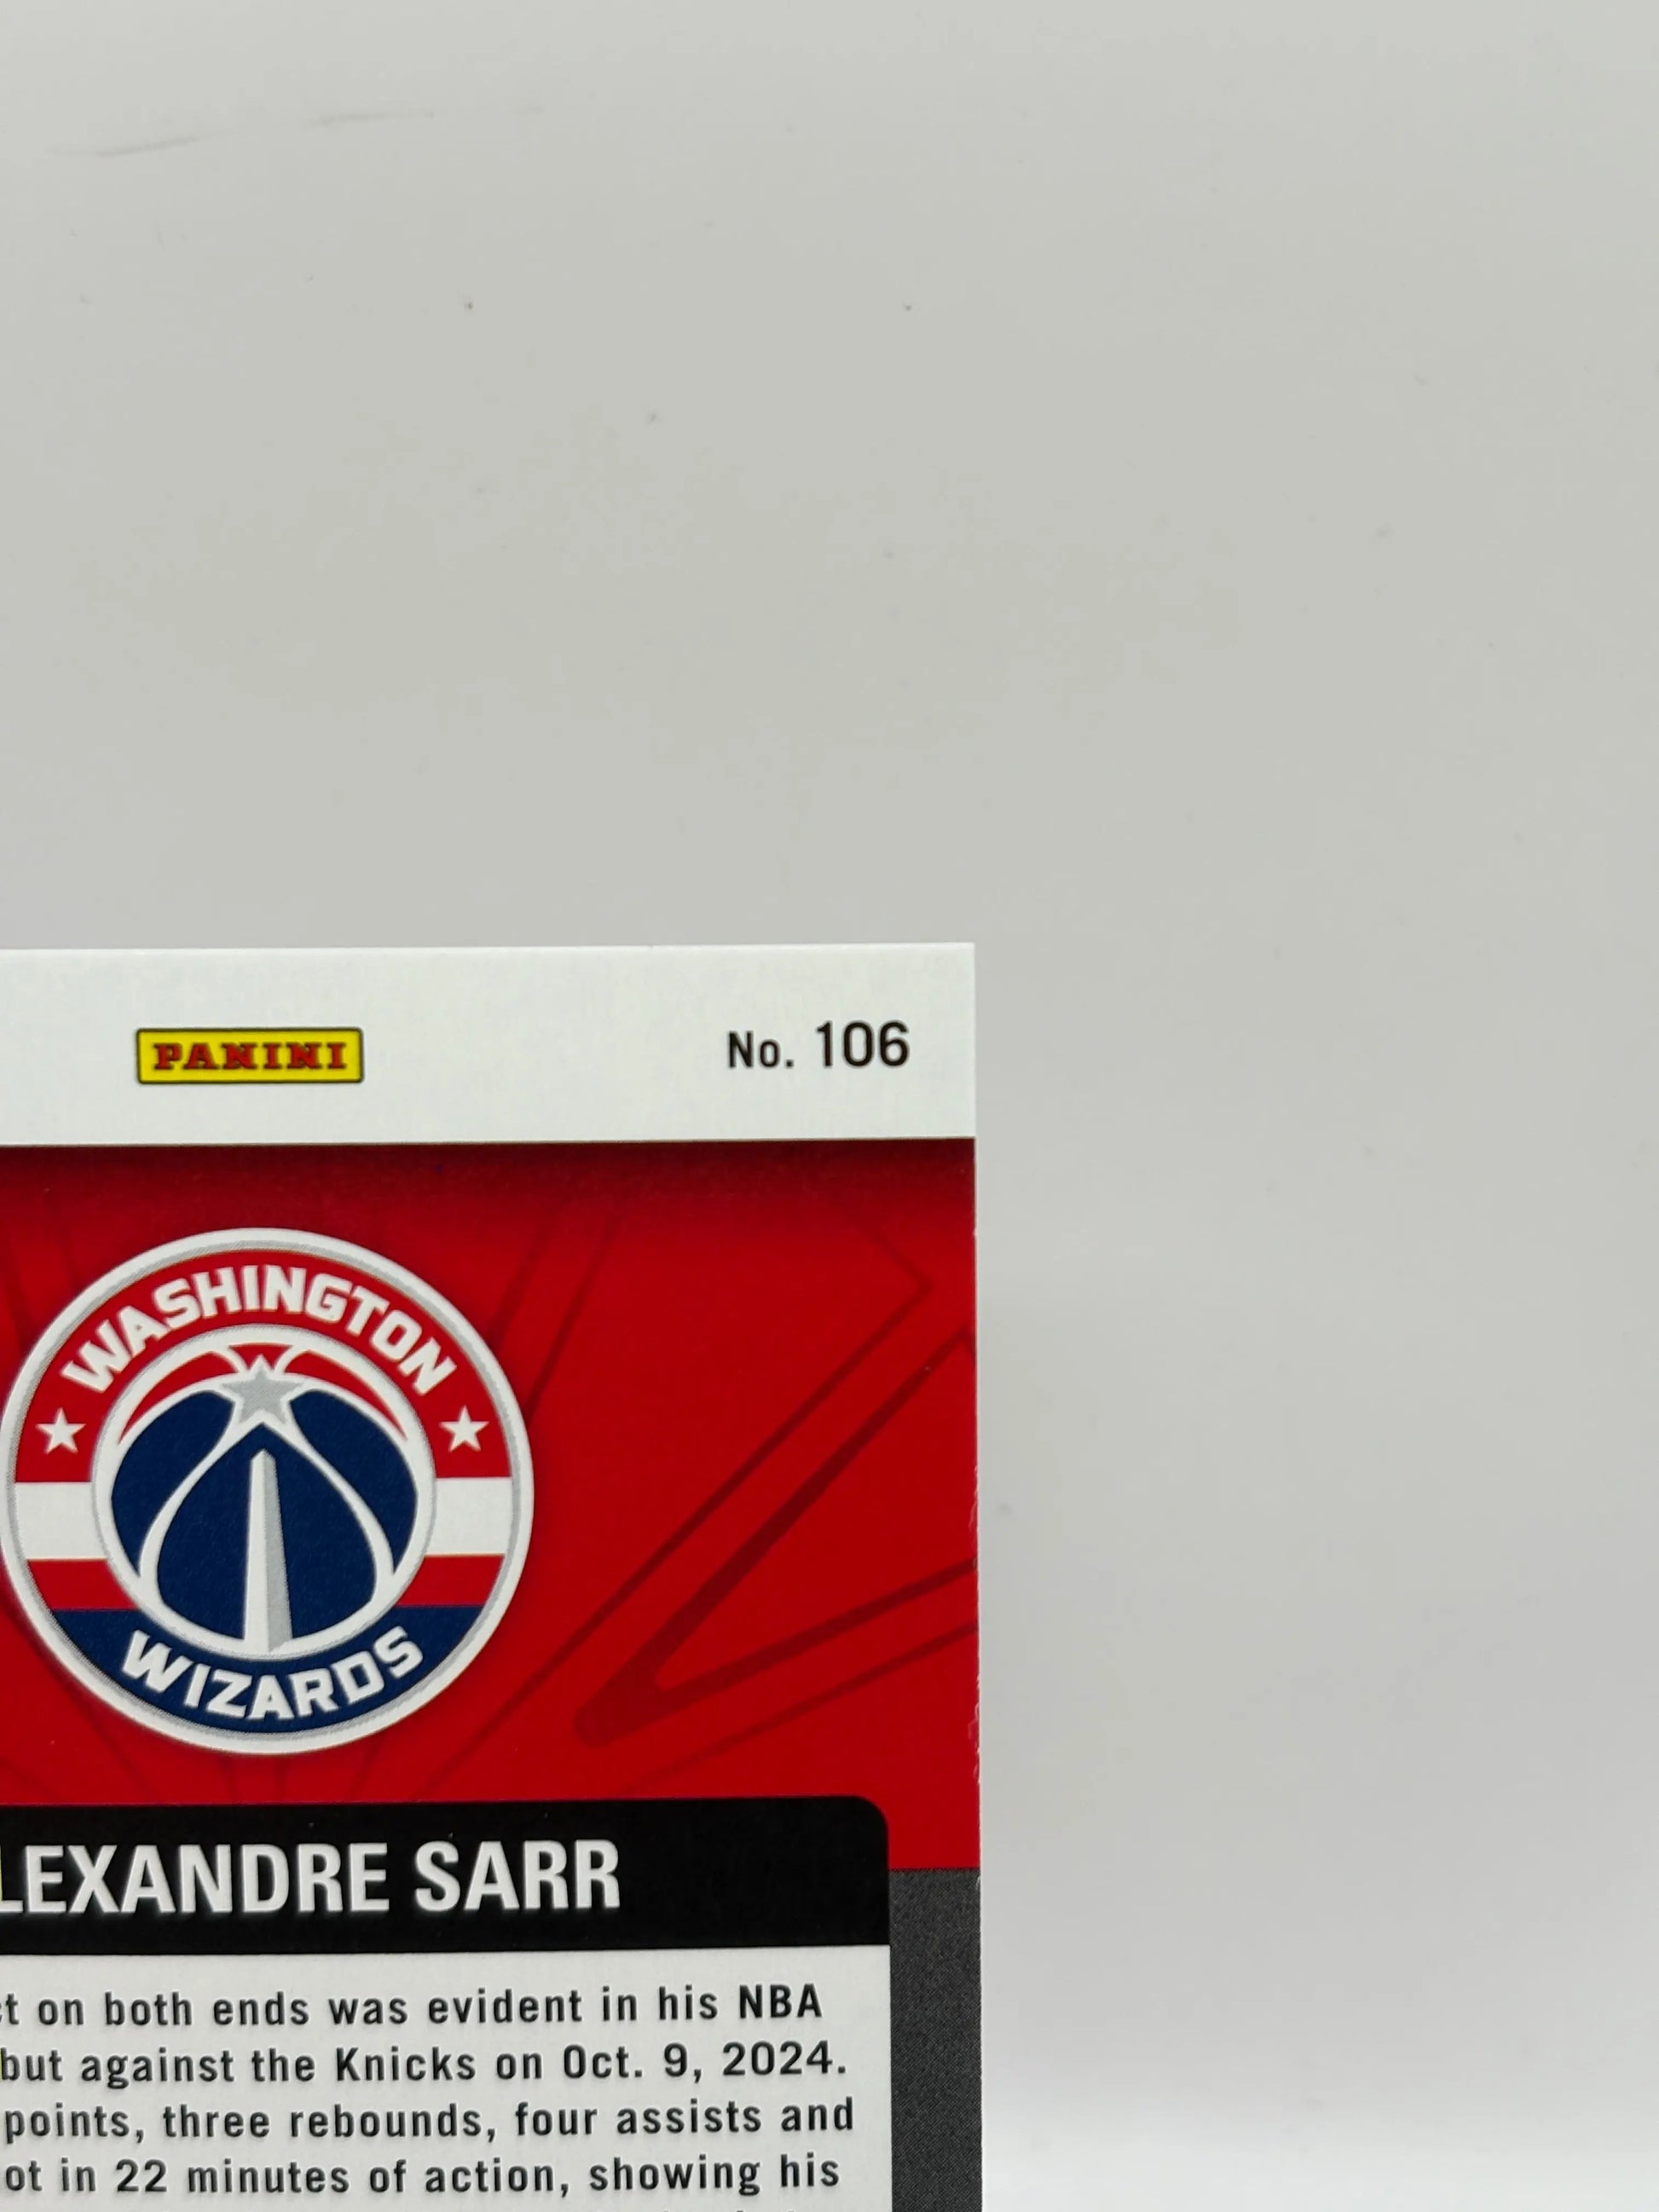 PANINI
No. 106
WASHINGTON
WIZARDS
LEXANDRE SARR
t on both ends was evident in his NBA
but against the Knicks on Oct. 9, 2024.
points, three rebounds, four assists and
ot in 22 minutes of action, showing his